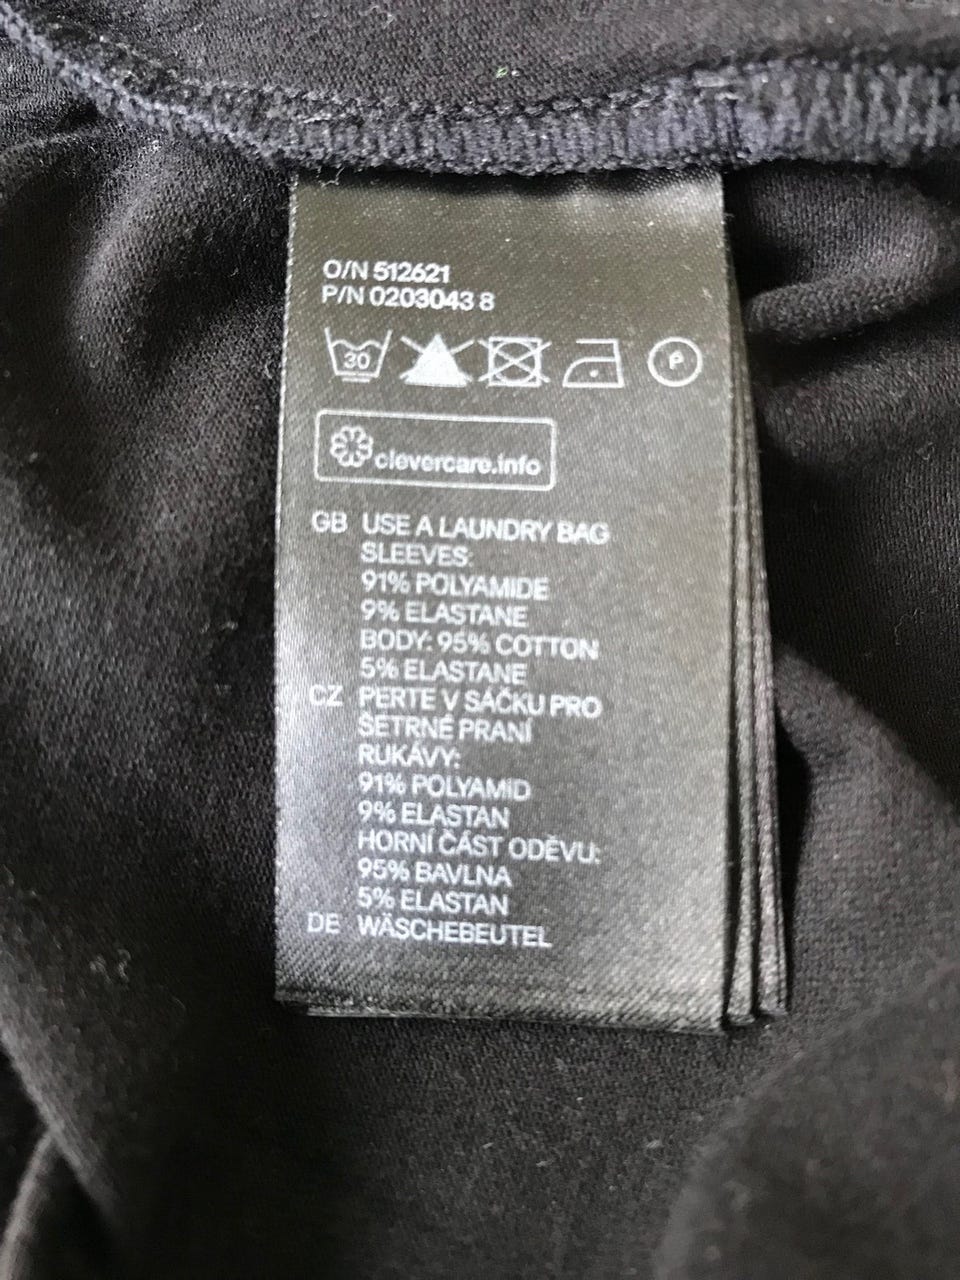 O/N 512621
P/N 0203043 8
30 P
clevercare.info
GB USE A LAUNDRY BAG
SLEEVES:
91% POLYAMIDE
9% ELASTANE
BODY: 95% COTTON
5% ELASTANE
CZ PERTE V SÁČKU PRO
ŠETRNÉ PRANÍ
RUKÁVY:
91% POLYAMID
9% ELASTAN
HORNÍ ČÁST ODĚVU:
95% BAVLNA
5% ELASTAN
DE WÄSCHEBEUTEL